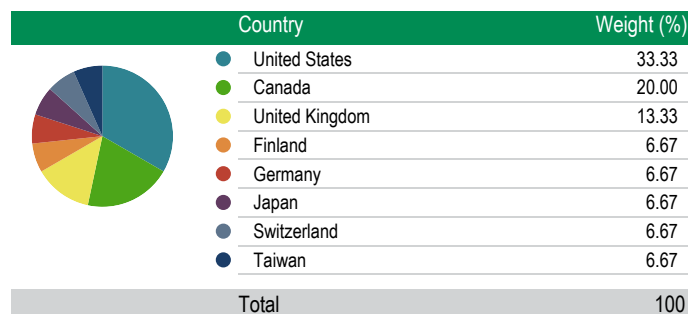 Country Weight (%)
United States 33.33
Canada 20.00
United Kingdom 13.33
Finland 6.67
Germany 6.67
Japan 6.67
Switzerland 6.67
Taiwan 6.67
Total 100